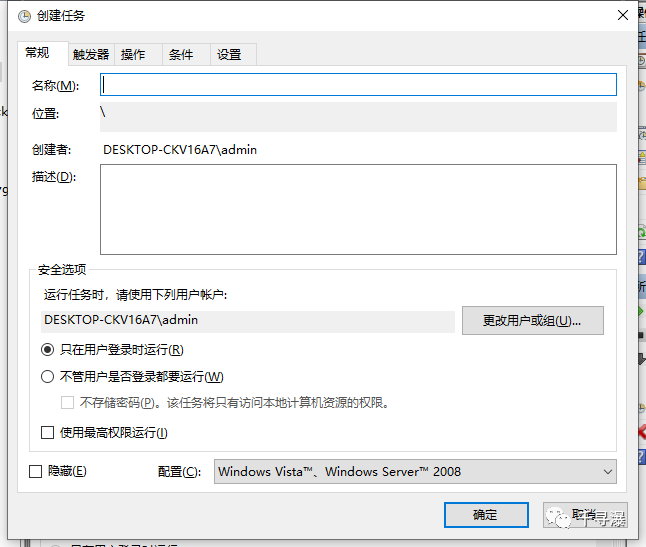 创建任务
常规 触发器 操作 条件 设置
名称(M):
位置: \
创建者: DESKTOP-CKV16A7\admin
描述(D):
安全选项
运行任务时，请使用下列用户帐户:
DESKTOP-CKV16A7\admin 更改用户或组(U)...
只在用户登录时运行(R)
不管用户是否登录都要运行(W)
不存储密码(P)。该任务将只有访问本地计算机资源的权限。
使用最高权限运行(I)
隐藏(E) 配置(C): Windows Vista™、Windows Server™ 2008
确定 取消
千寻瀑